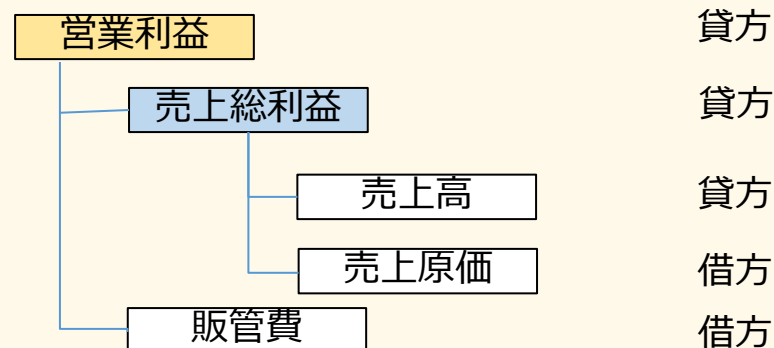 営業利益 貸方
売上総利益 貸方
売上高 貸方
売上原価 借方
販管費 借方